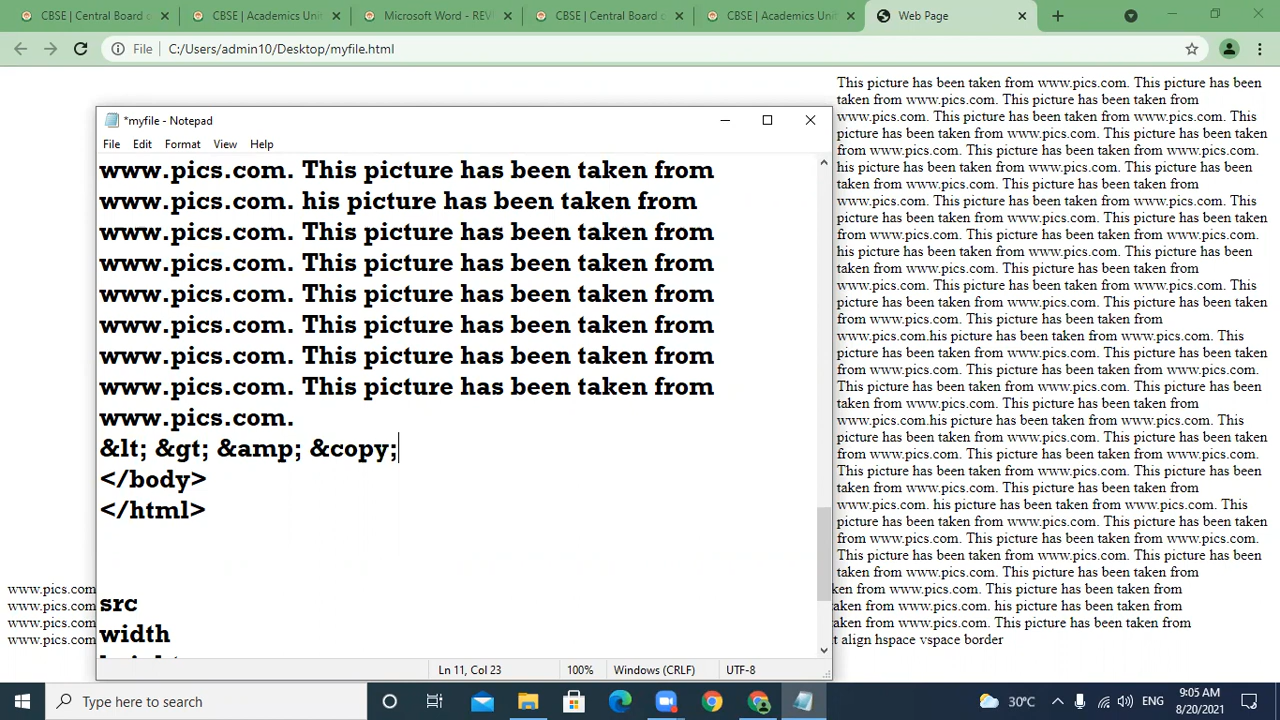 CBSE | Central Board
CBSE | Academics Uni
Microsoft Word - REV
CBSE | Central Board
CBSE | Academics Uni
Web Page
File C:/Users/admin10/Desktop/myfile.html
*myfile - Notepad
File Edit Format View Help
www.pics.com. This picture has been taken from
www.pics.com. his picture has been taken from
www.pics.com. This picture has been taken from
www.pics.com. This picture has been taken from
www.pics.com. This picture has been taken from
www.pics.com. This picture has been taken from
www.pics.com. This picture has been taken from
www.pics.com. This picture has been taken from
www.pics.com.
&lt; &gt; &amp; &copy;
</body>
</html>
src
width
Ln 11, Col 23 100% Windows (CRLF) UTF-8
This picture has been taken from www.pics.com. This picture has been
taken from www.pics.com. This picture has been taken from
www.pics.com. This picture has been taken from www.pics.com. This
picture has been taken from www.pics.com. This picture has been
taken from www.pics.com. This picture has been taken from www.pics.com.
his picture has been taken from www.pics.com. This picture has been
taken from www.pics.com. This picture has been taken from
www.pics.com. This picture has been taken from www.pics.com. This
picture has been taken from www.pics.com. This picture has been
taken from www.pics.com. This picture has been taken from www.pics.com.
his picture has been taken from www.pics.com. This picture has been
taken from www.pics.com. This picture has been taken from
www.pics.com. This picture has been taken from www.pics.com. This
picture has been taken from www.pics.com. This picture has been taken
from www.pics.com. This picture has been taken from
www.pics.com.his picture has been taken from www.pics.com. This
picture has been taken from www.pics.com. This picture has been taken
from www.pics.com. This picture has been taken from www.pics.com.
This picture has been taken from www.pics.com. This picture has been
taken from www.pics.com. This picture has been taken from
www.pics.com.his picture has been taken from www.pics.com. This
picture has been taken from www.pics.com. This picture has been taken
from www.pics.com. This picture has been taken from www.pics.com.
This picture has been taken from www.pics.com. This picture has been
taken from www.pics.com. This picture has been taken from
www.pics.com. his picture has been taken from www.pics.com. This
picture has been taken from www.pics.com. This picture has been taken
from www.pics.com. This picture has been taken from www.pics.com.
This picture has been taken from www.pics.com. This picture has been
taken from www.pics.com. This picture has been taken from
www.pics.com from www.pics.com. This picture has been taken from
www.pics.com taken from www.pics.com. his picture has been taken from
www.pics.com taken from www.pics.com. This picture has been taken from
www.pics.com align hspace vspace border
Type here to search
30°C
ENG
9:05 AM
8/20/2021